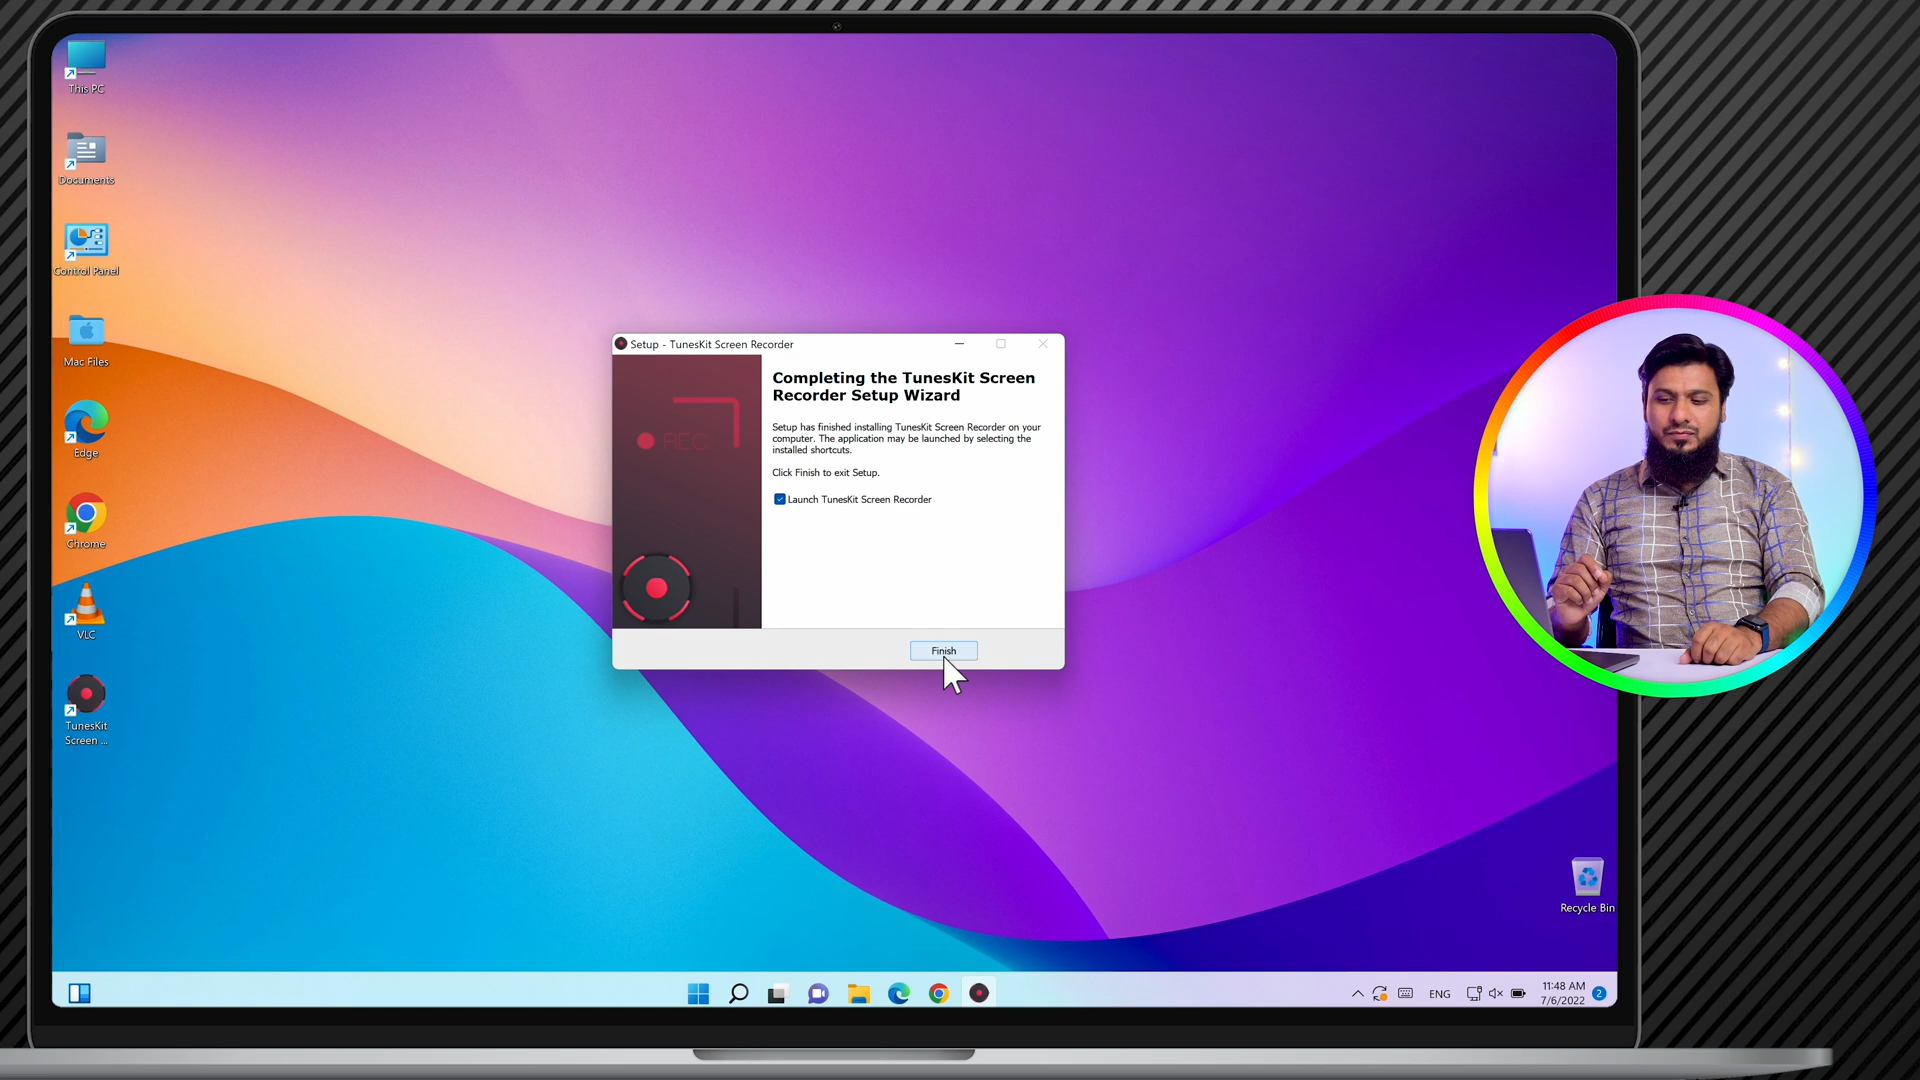 This PC
Documents
Control Panel
Mac Files
Edge
Chrome
VLC
TunesKit
Screen ...
Setup - TunesKit Screen Recorder
REC
Completing the TunesKit Screen
Recorder Setup Wizard
Setup has finished installing TunesKit Screen Recorder on your
computer. The application may be launched by selecting the
installed shortcuts.
Click Finish to exit Setup.
Launch TunesKit Screen Recorder
Finish
Recycle Bin
ENG
11:48 AM
7/6/2022
2